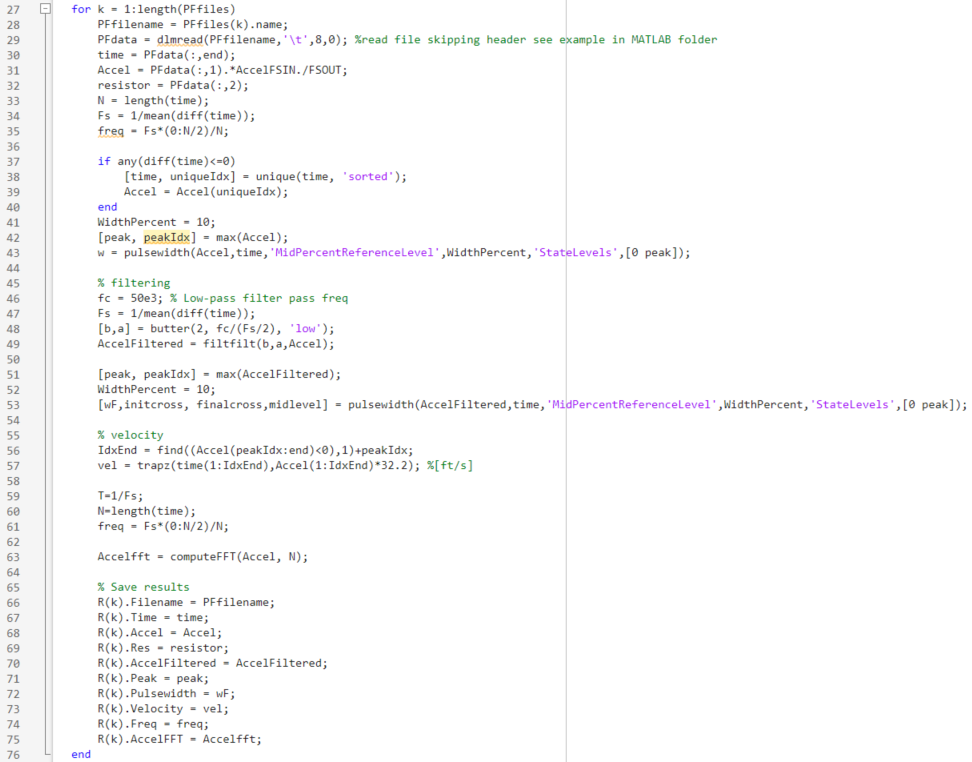 27 for k = 1:length(PFfiles)
28 PFfilename = PFfiles(k).name;
29 PFdata = dlmread(PFfilename,'\t',8,0); %read file skipping header see example in MATLAB folder
30 time = PFdata(:,end);
31 Accel = PFdata(:,1).*AccelFSIN./FSOUT;
32 resistor = PFdata(:,2);
33 N = length(time);
34 Fs = 1/mean(diff(time));
35 freq = Fs*(0:N/2)/N;
36
37 if any(diff(time)<=0)
38 [time, uniqueIdx] = unique(time, 'sorted');
39 Accel = Accel(uniqueIdx);
40 end
41 WidthPercent = 10;
42 [peak, peakIdx] = max(Accel);
43 w = pulsewidth(Accel,time,'MidPercentReferenceLevel',WidthPercent,'StateLevels',[0 peak]);
44
45 % filtering
46 fc = 50e3; % Low-pass filter pass freq
47 Fs = 1/mean(diff(time));
48 [b,a] = butter(2, fc/(Fs/2), 'low');
49 AccelFiltered = filtfilt(b,a,Accel);
50
51 [peak, peakIdx] = max(AccelFiltered);
52 WidthPercent = 10;
53 [wF,initcross, finalcross,midlevel] = pulsewidth(AccelFiltered,time,'MidPercentReferenceLevel',WidthPercent,'StateLevels',[0 peak]);
54
55 % velocity
56 IdxEnd = find((Accel(peakIdx:end)<0),1)+peakIdx;
57 vel = trapz(time(1:IdxEnd),Accel(1:IdxEnd)*32.2); %[ft/s]
58
59 T=1/Fs;
60 N=length(time);
61 freq = Fs*(0:N/2)/N;
62
63 Accelfft = computeFFT(Accel, N);
64
65 % Save results
66 R(k).Filename = PFfilename;
67 R(k).Time = time;
68 R(k).Accel = Accel;
69 R(k).Res = resistor;
70 R(k).AccelFiltered = AccelFiltered;
71 R(k).Peak = peak;
72 R(k).Pulsewidth = wF;
73 R(k).Velocity = vel;
74 R(k).Freq = freq;
75 R(k).AccelFFT = Accelfft;
76 end